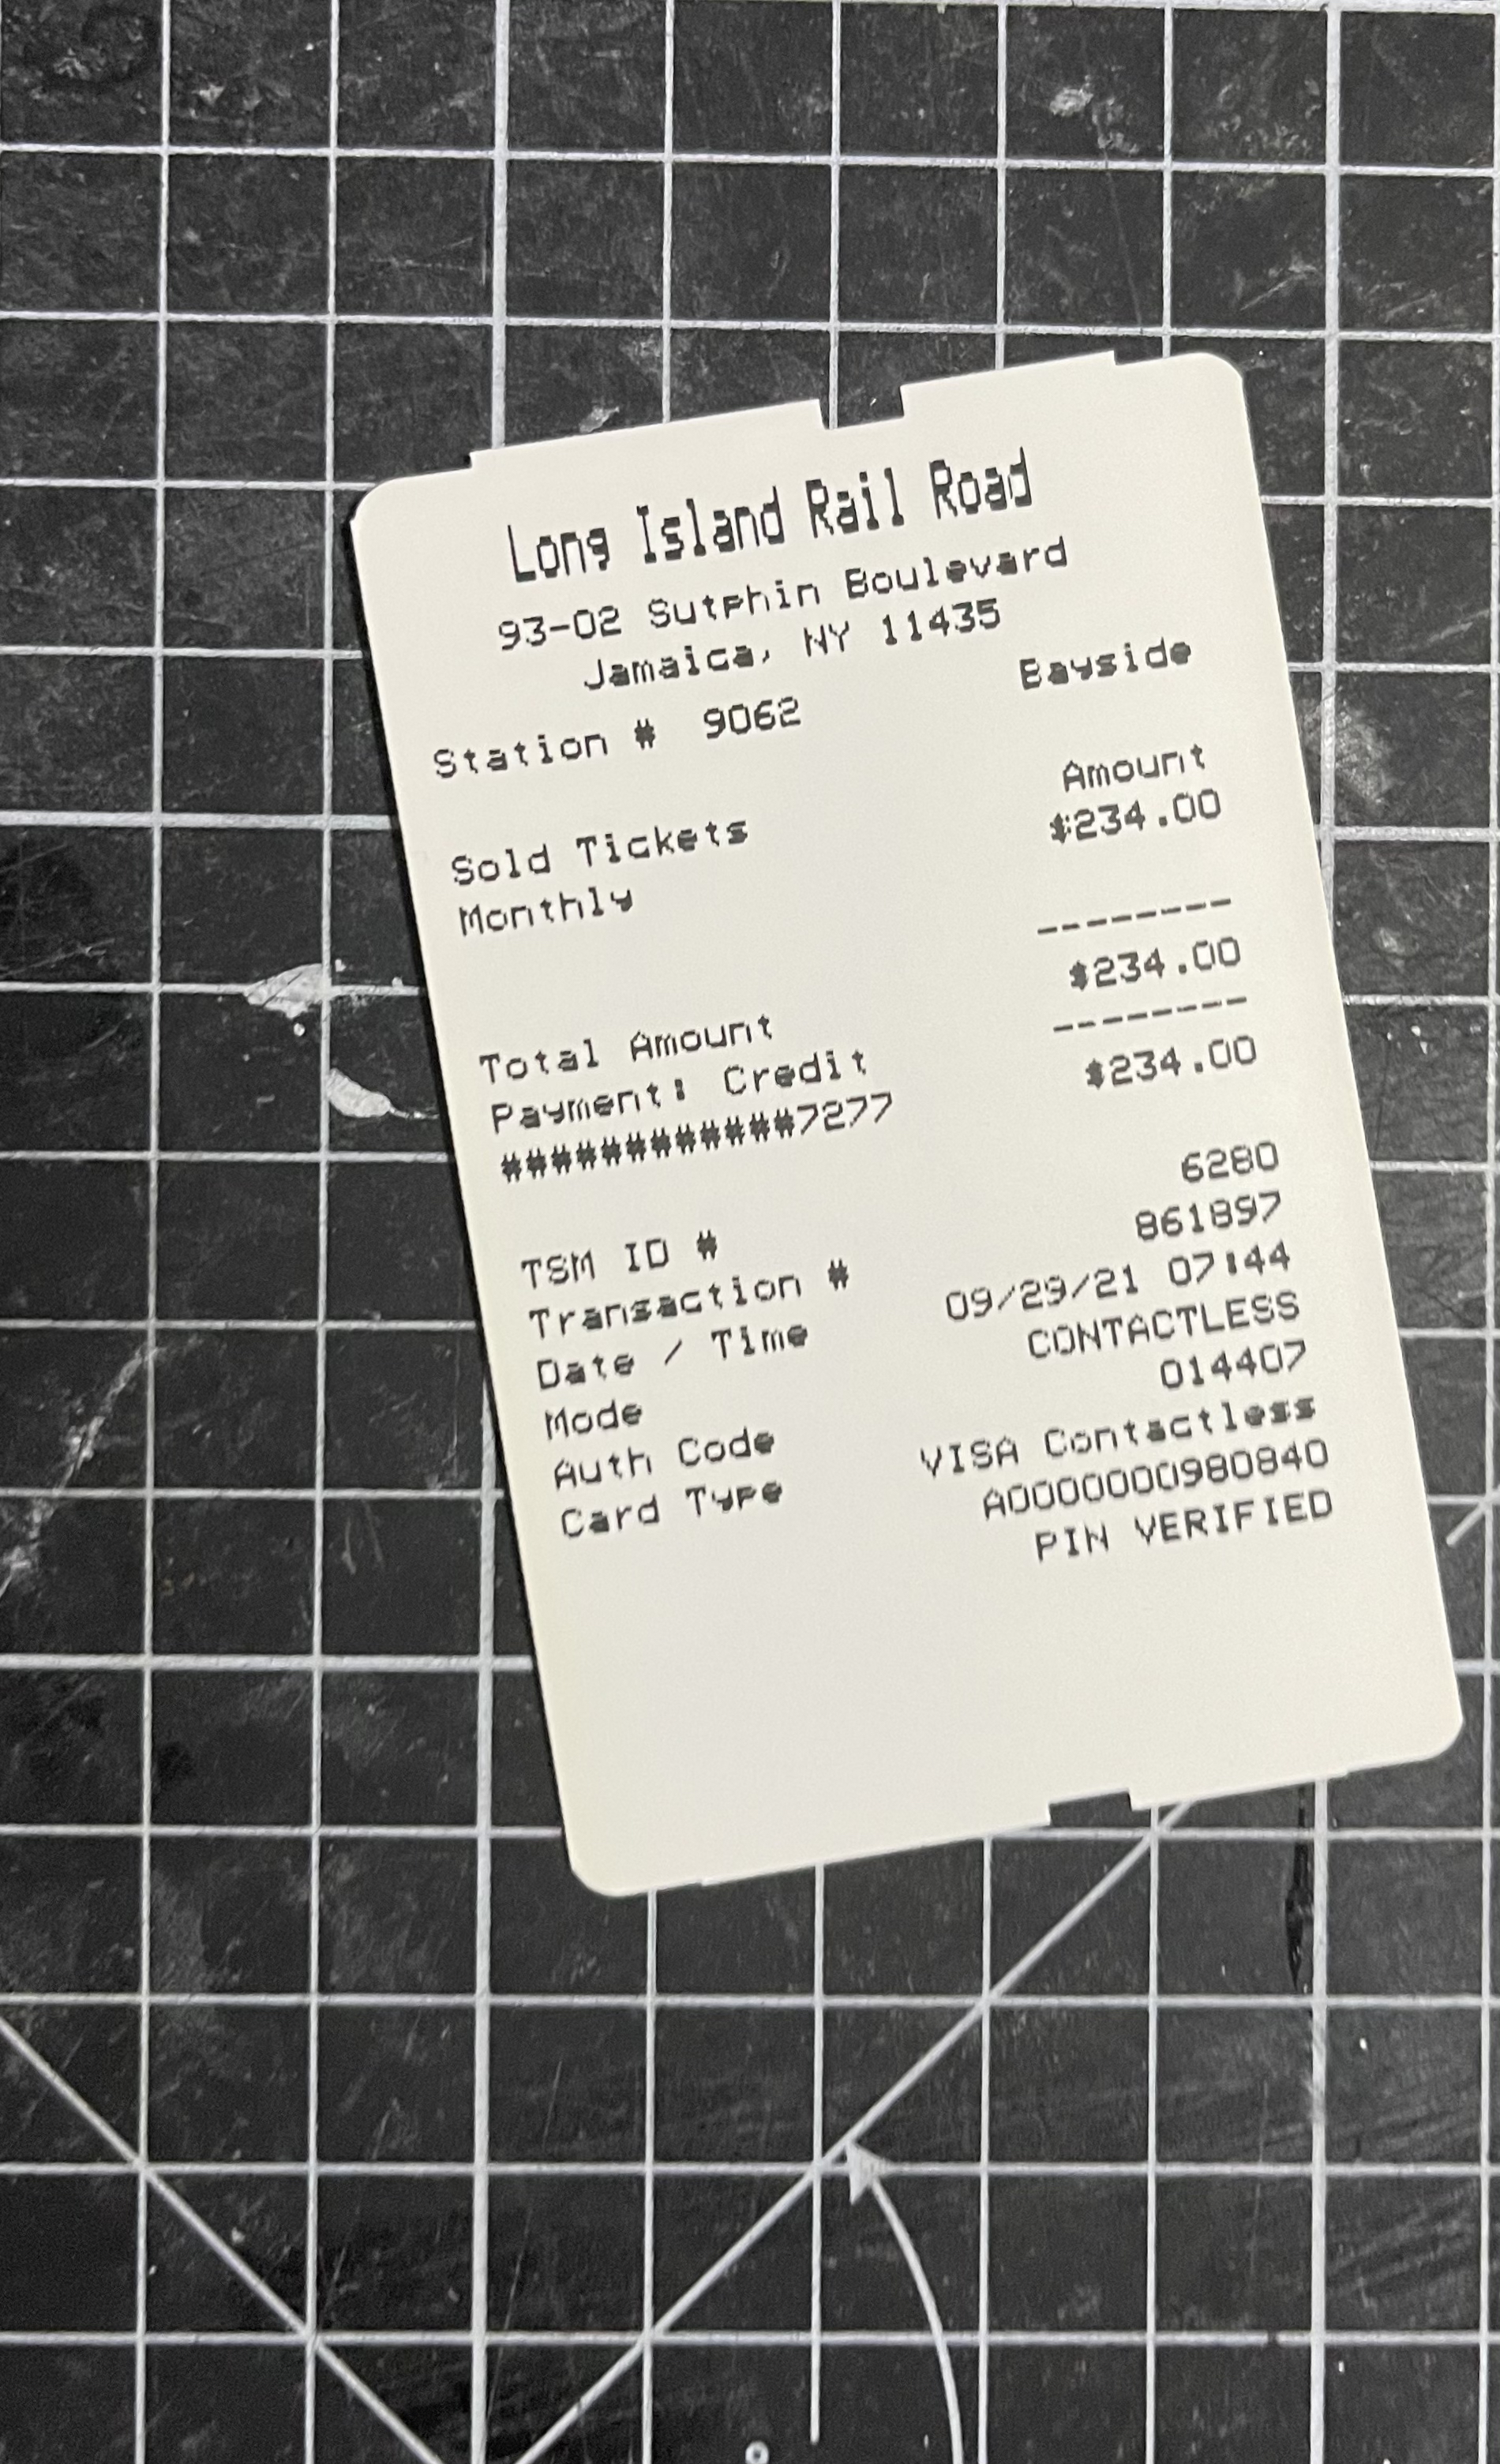 Long Island Rail Road
93-02 Sutphin Boulevard
Jamaica, NY 11435
Station # 9062 Bayside
Sold Tickets Amount
Monthly $234.00
--------
Total Amount $234.00
--------
Payment: Credit $234.00
############7277
TSM ID # 6280
Transaction # 861897
Date / Time 09/29/21 07:44
Mode CONTACTLESS
Auth Code 014407
Card Type VISA Contactless
A0000000980840
PIN VERIFIED